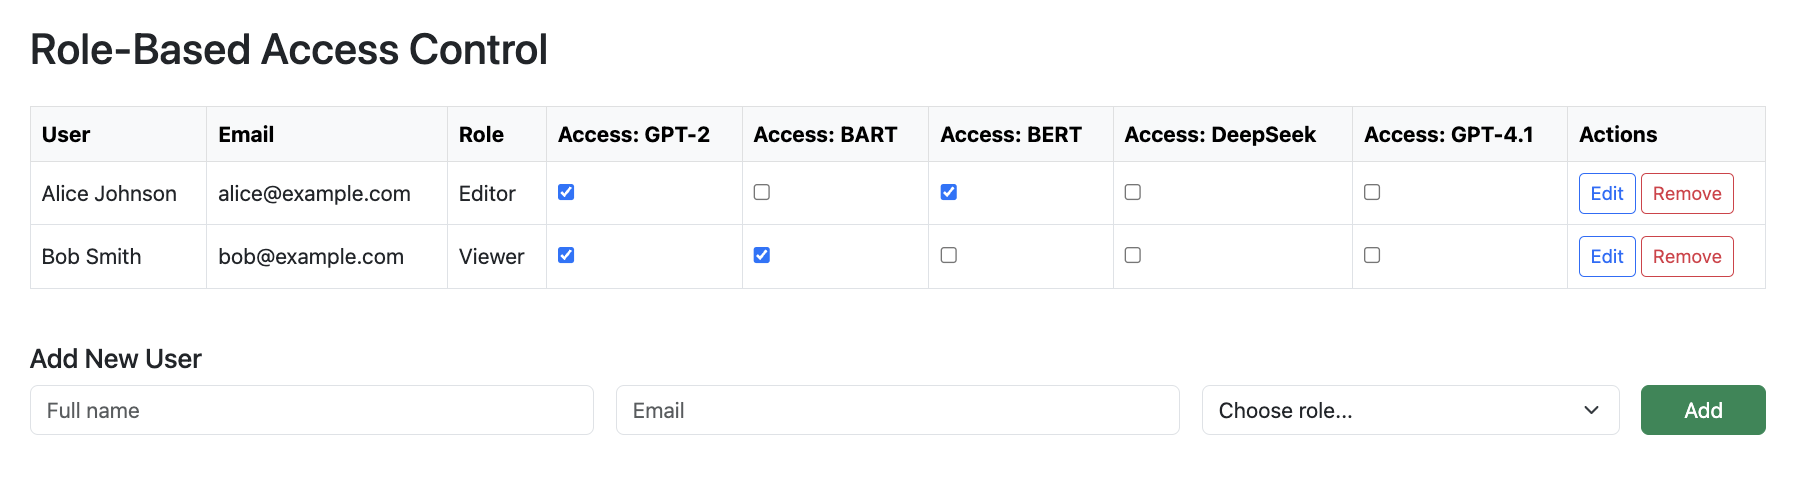 Role-Based Access Control
User Email Role Access: GPT-2 Access: BART Access: BERT Access: DeepSeek Access: GPT-4.1 Actions
Alice Johnson alice@example.com Editor Edit Remove
Bob Smith bob@example.com Viewer Edit Remove
Add New User
Full name Email Choose role... Add